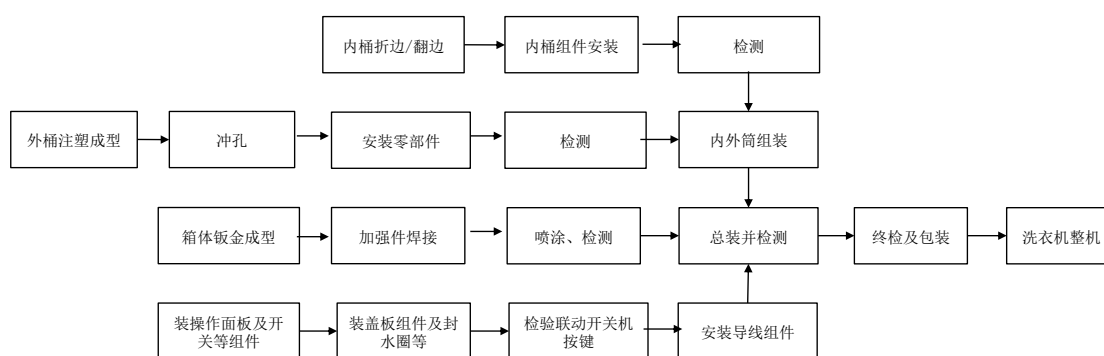 内桶折边/翻边
内桶组件安装
检测
外桶注塑成型
冲孔
安装零部件
检测
内外筒组装
箱体钣金成型
加强件焊接
喷涂、检测
总装并检测
终检及包装
洗衣机整机
装操作面板及开
关等组件
装盖板组件及封
水圈等
检验联动开关机
按键
安装导线组件